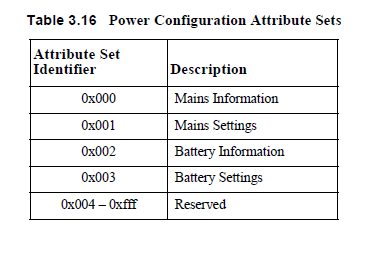 Table 3.16 Power Configuration Attribute Sets
Attribute Set
Identifier Description
0x000 Mains Information
0x001 Mains Settings
0x002 Battery Information
0x003 Battery Settings
0x004 – 0xfff Reserved